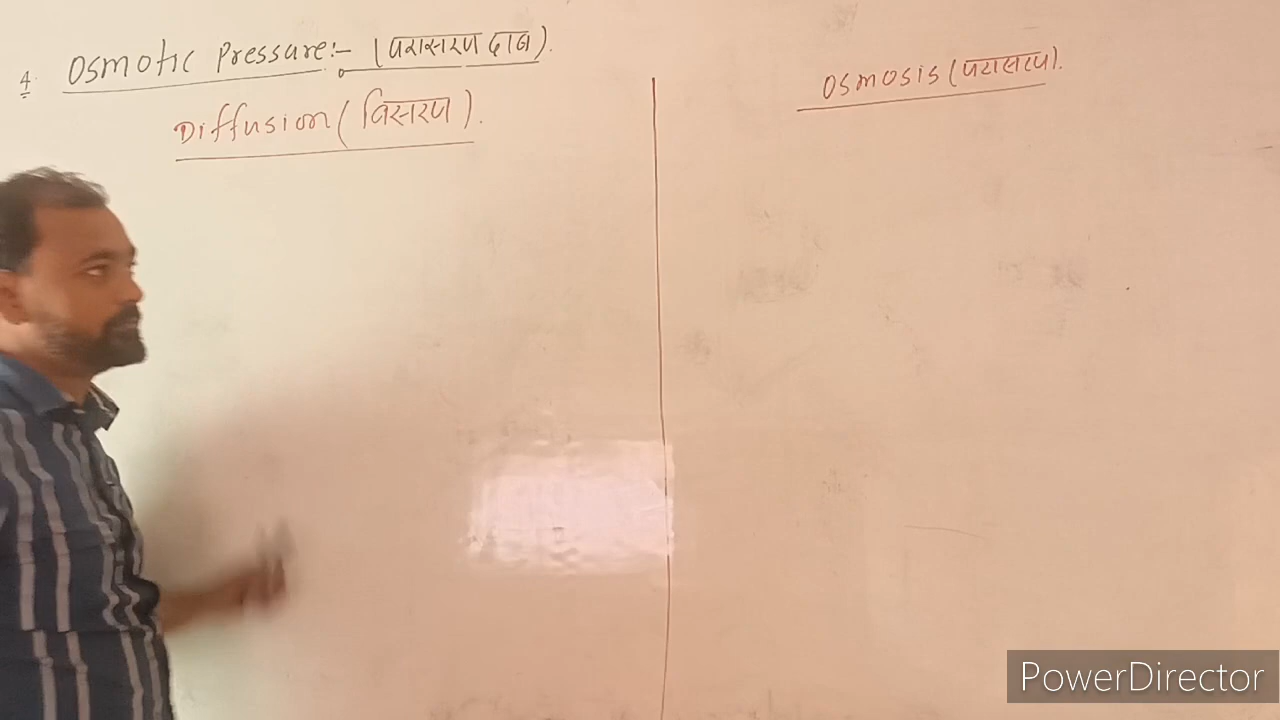 4. Osmotic Pressure:- (परासरण दाब).
Diffusion (विसरण).
Osmosis (परासरण).
PowerDirector